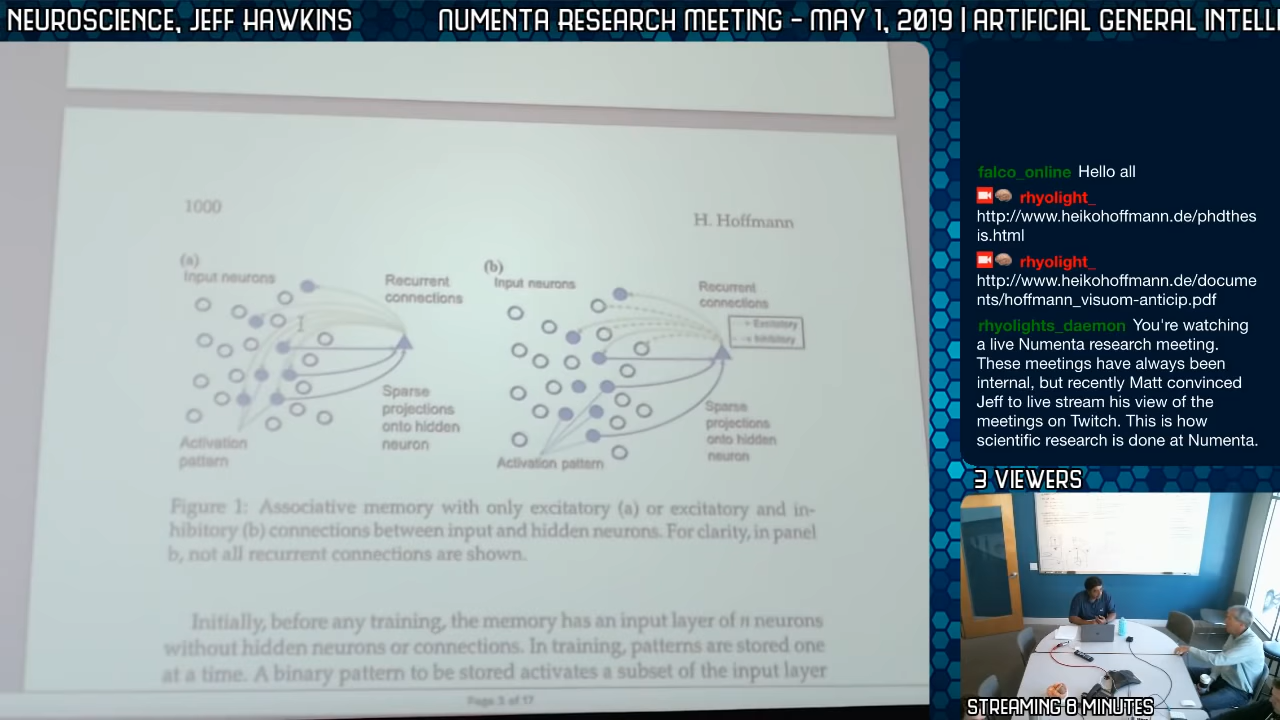 NEUROSCIENCE, JEFF HAWKINS
NUMENTA RESEARCH MEETING - MAY 1, 2019 | ARTIFICIAL GENERAL INTELLI
1000
H. Hoffmann
(a)
Input neurons
Recurrent
connections
Sparse
projections
onto hidden
neuron
Activation
pattern
(b)
Input neurons
Recurrent
connections
Excitatory
Inhibitory
Sparse
projections
onto hidden
neuron
Activation pattern
Figure 1: Associative memory with only excitatory (a) or excitatory and in-
hibitory (b) connections between input and hidden neurons. For clarity, in panel
b, not all recurrent connections are shown.
Initially, before any training, the memory has an input layer of n neurons
without hidden neurons or connections. In training, patterns are stored one
at a time. A binary pattern to be stored activates a subset of the input layer
Page 3 of 17
falco_online Hello all
rhyolight_
http://www.heikohoffmann.de/phdthes
is.html
rhyolight_
http://www.heikohoffmann.de/docume
nts/hoffmann_visuom-anticip.pdf
rhyolights_daemon You're watching
a live Numenta research meeting.
These meetings have always been
internal, but recently Matt convinced
Jeff to live stream his view of the
meetings on Twitch. This is how
scientific research is done at Numenta.
3 VIEWERS
STREAMING 8 MINUTES